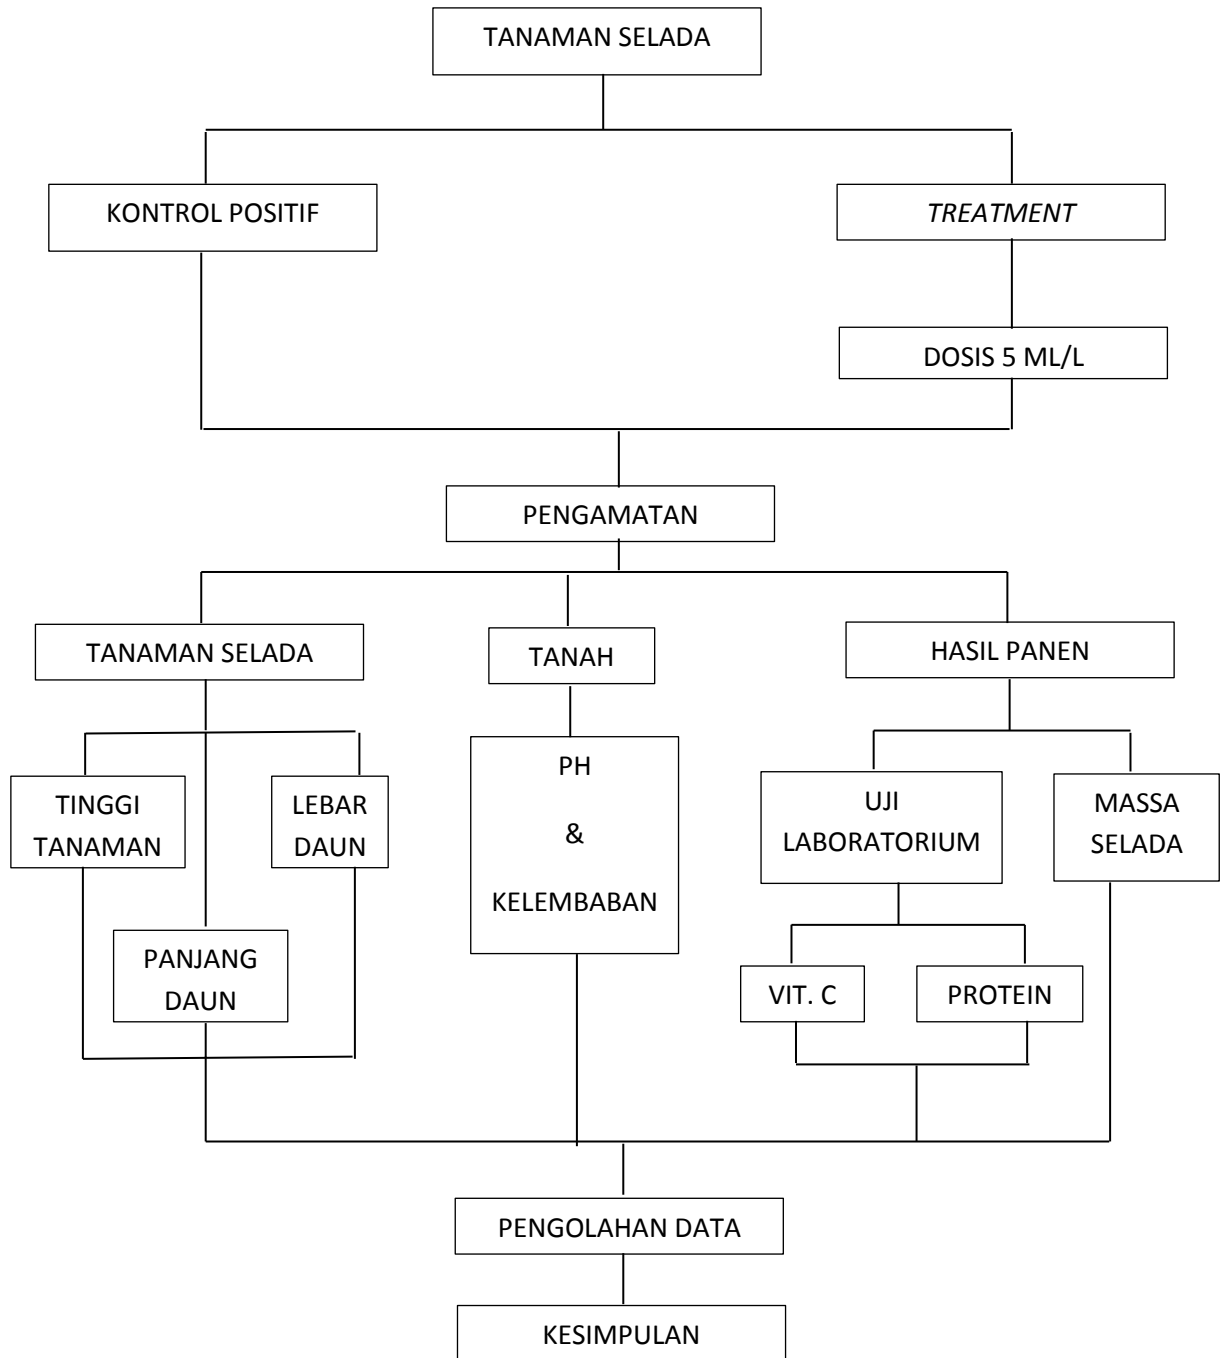 TANAMAN SELADA
KONTROL POSITIF
TREATMENT
DOSIS 5 ML/L
PENGAMATAN
TANAMAN SELADA
TANAH
HASIL PANEN
TINGGI
TANAMAN
LEBAR
DAUN
PANJANG
DAUN
PH
&
KELEMBABAN
UJI
LABORATORIUM
MASSA
SELADA
VIT. C
PROTEIN
PENGOLAHAN DATA
KESIMPULAN